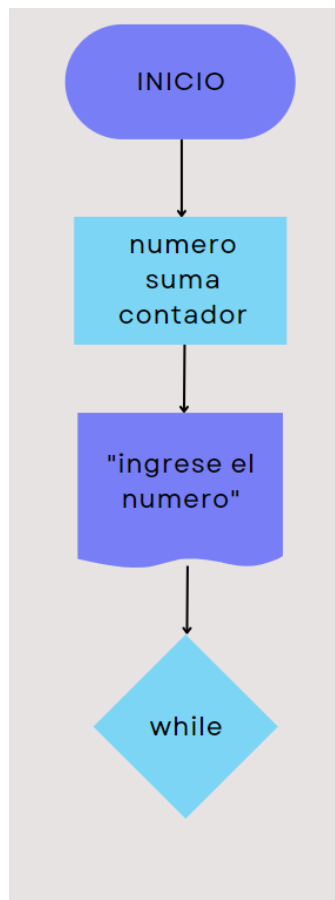 INICIO
numero
suma
contador
"ingrese el
numero"
while